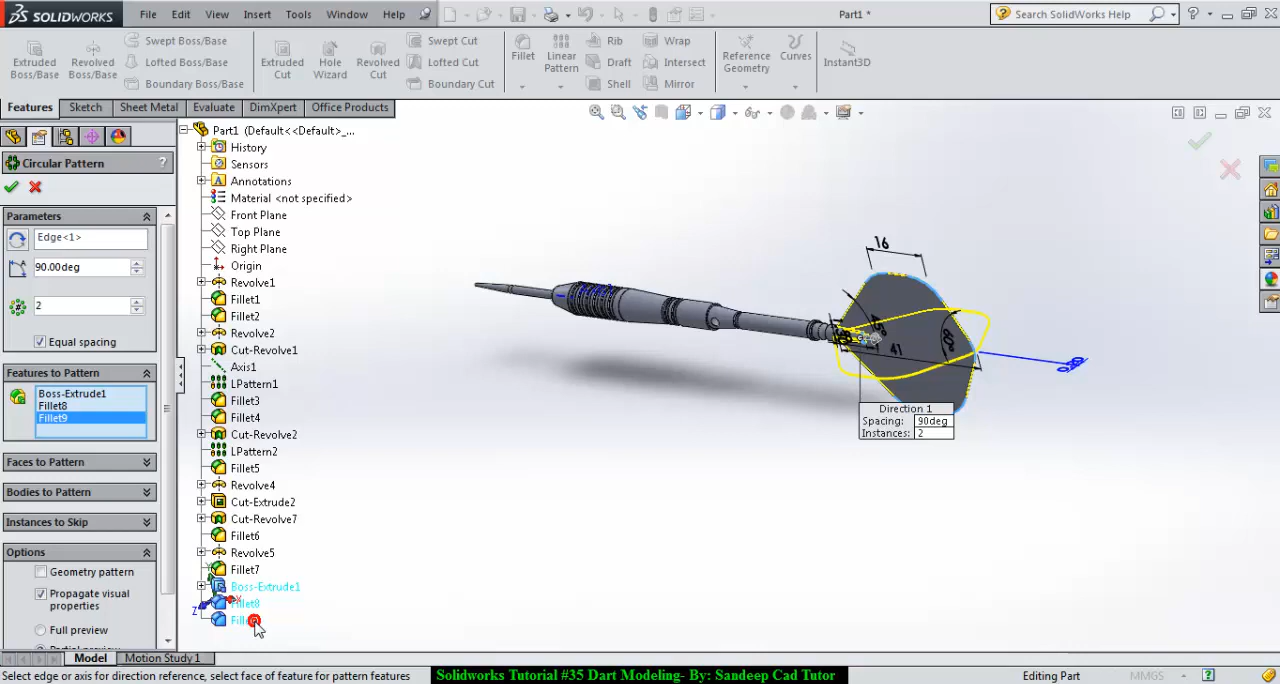 SOLIDWORKS
File Edit View Insert Tools Window Help
Part1 *
Search SolidWorks Help
Extruded Boss/Base
Revolved Boss/Base
Swept Boss/Base
Lofted Boss/Base
Boundary Boss/Base
Extruded Cut
Hole Wizard
Revolved Cut
Swept Cut
Lofted Cut
Boundary Cut
Fillet
Linear Pattern
Rib
Draft
Shell
Wrap
Intersect
Mirror
Reference Geometry
Curves
Instant3D
Features Sketch Sheet Metal Evaluate DimXpert Office Products
Circular Pattern ?
Parameters
Edge<1>
90.00deg
2
Equal spacing
Features to Pattern
Boss-Extrude1
Fillet8
Fillet9
Faces to Pattern
Bodies to Pattern
Instances to Skip
Options
Geometry pattern
Propagate visual
properties
Full preview
Part1 (Default<<Default>_...
History
Sensors
Annotations
Material <not specified>
Front Plane
Top Plane
Right Plane
Origin
Revolve1
Fillet1
Fillet2
Revolve2
Cut-Revolve1
Axis1
LPattern1
Fillet3
Fillet4
Cut-Revolve2
LPattern2
Fillet5
Revolve4
Cut-Extrude2
Cut-Revolve7
Fillet6
Revolve5
Fillet7
Boss-Extrude1
Fillet8
16
45°
60°
41
Direction 1
Spacing: 90deg
Instances: 2
Z
Model Motion Study 1
Select edge or axis for direction reference, select face of feature for pattern features
Solidworks Tutorial #35 Dart Modeling- By: Sandeep Cad Tutor
Editing Part
MMGS